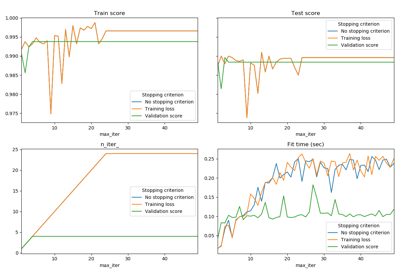 Train score
1.000
0.995
0.990
0.985
0.980
0.975
Stopping criterion
No stopping criterion
Training loss
Validation score
10 20 30 40
max_iter
Test score
Stopping criterion
No stopping criterion
Training loss
Validation score
10 20 30 40
max_iter
n_iter_
25
20
15
10
5
0
Stopping criterion
No stopping criterion
Training loss
Validation score
10 20 30 40
max_iter
Fit time (sec)
0.25
0.20
0.15
0.10
0.05
Stopping criterion
No stopping criterion
Training loss
Validation score
10 20 30 40
max_iter